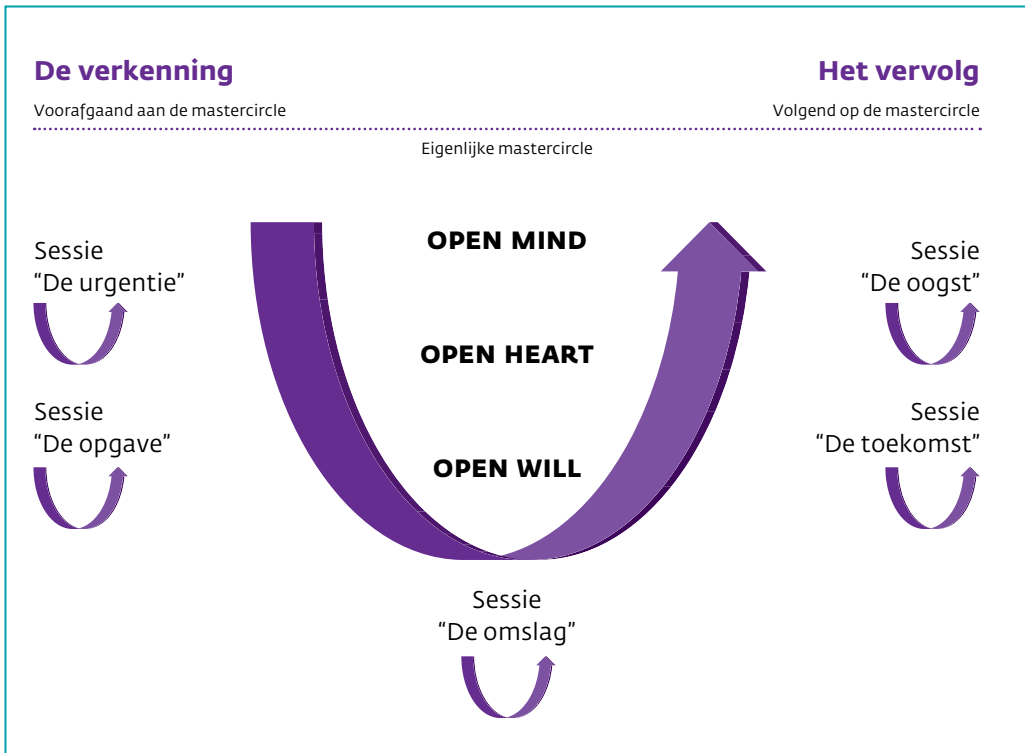 De verkenning
Het vervolg
Voorafgaand aan de mastercircle
Volgend op de mastercircle
Eigenlijke mastercircle
OPEN MIND
Sessie
“De urgentie”
Sessie
“De oogst”
OPEN HEART
Sessie
“De opgave”
Sessie
“De toekomst”
OPEN WILL
Sessie
“De omslag”